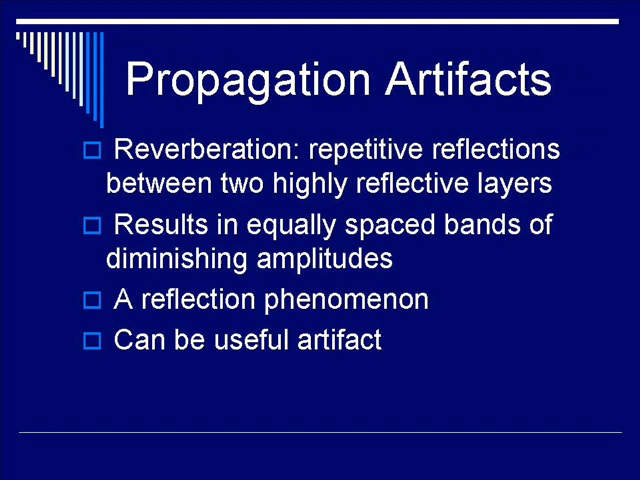 Propagation Artifacts
Reverberation: repetitive reflections
between two highly reflective layers
Results in equally spaced bands of
diminishing amplitudes
A reflection phenomenon
Can be useful artifact